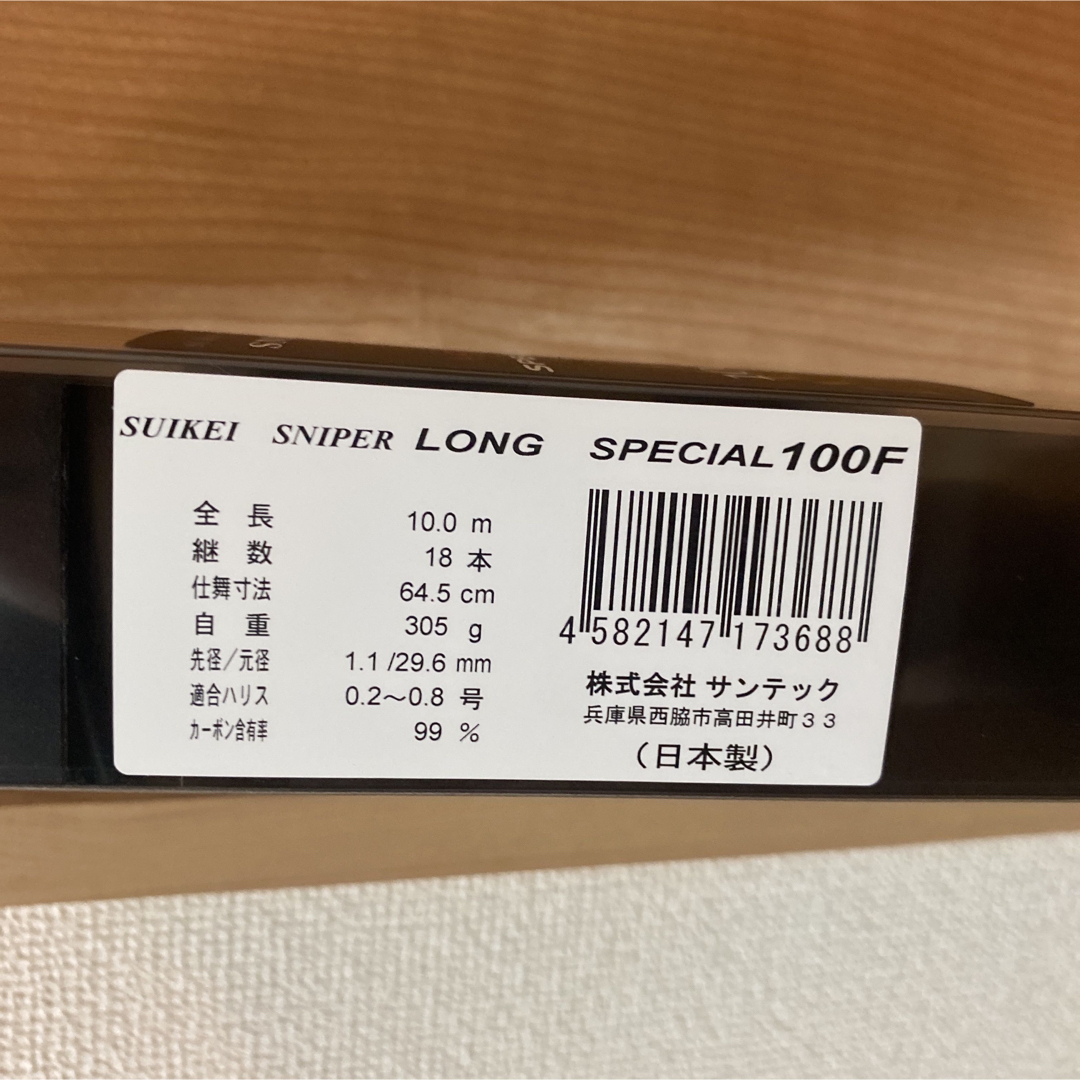 SUIKEI SNIPER LONG SPECIAL100F
全 長 10.0 m
継 数 18 本
仕舞寸法 64.5 cm
自 重 305 g
先径/元径 1.1 /29.6 mm
適合ハリス 0.2〜0.8 号
カーボン含有率 99 %
4 582147 173688
株式会社 サンテック
兵庫県西脇市高田井町33
（日本製）